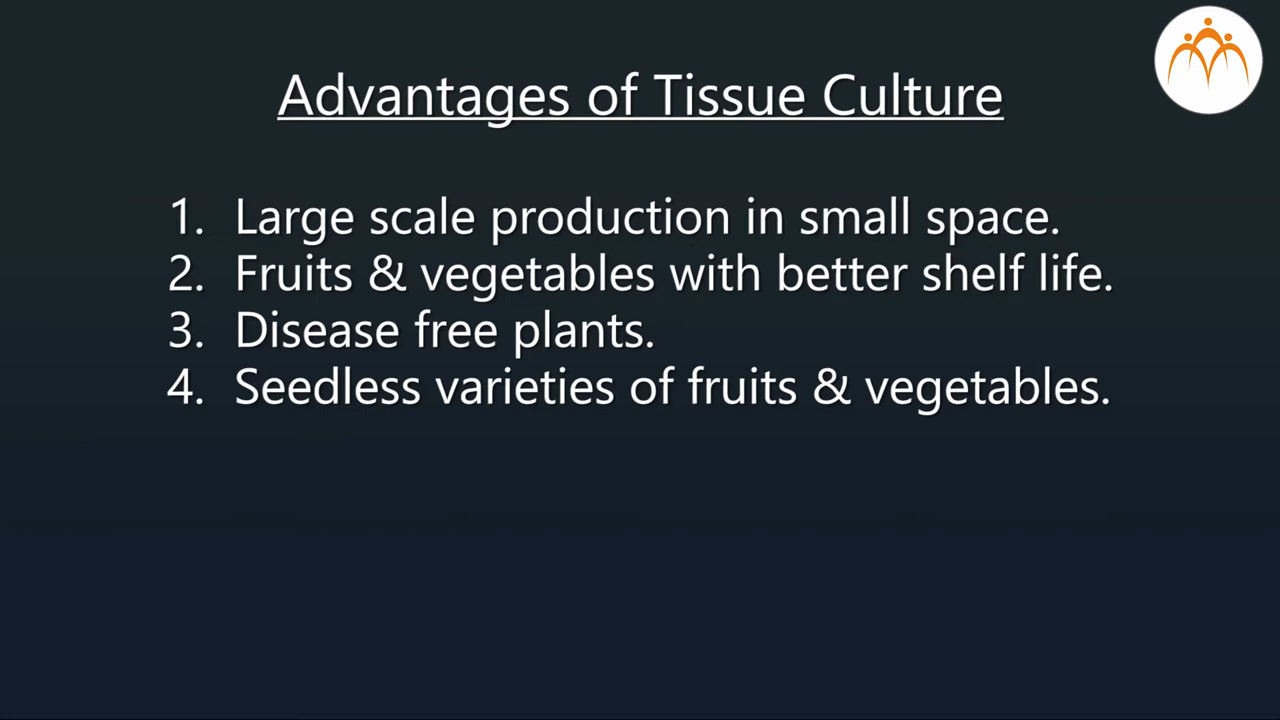 Advantages of Tissue Culture
1. Large scale production in small space.
2. Fruits & vegetables with better shelf life.
3. Disease free plants.
4. Seedless varieties of fruits & vegetables.